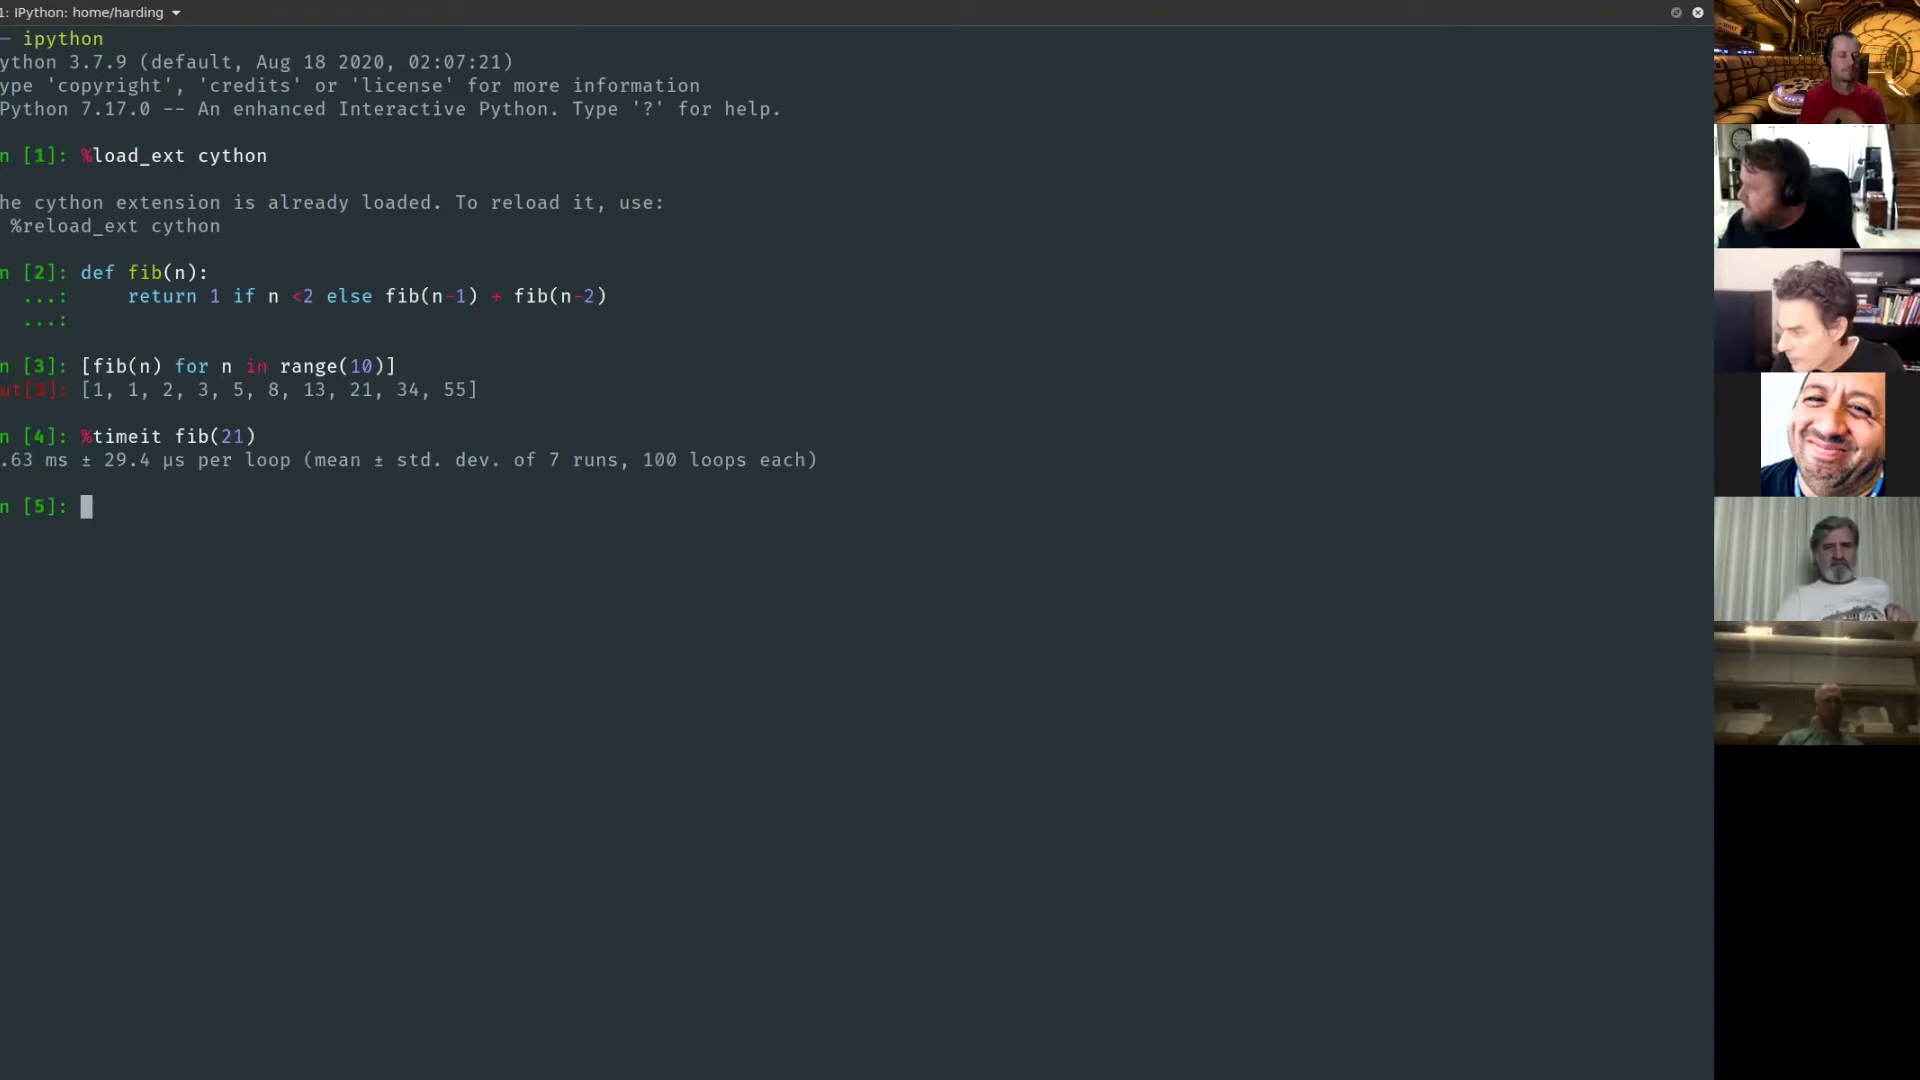 1: IPython: home/harding
— ipython
ython 3.7.9 (default, Aug 18 2020, 02:07:21)
ype 'copyright', 'credits' or 'license' for more information
Python 7.17.0 -- An enhanced Interactive Python. Type '?' for help.
n [1]: %load_ext cython
he cython extension is already loaded. To reload it, use:
%reload_ext cython
n [2]: def fib(n):
...:     return 1 if n <2 else fib(n-1) + fib(n-2)
...:
n [3]: [fib(n) for n in range(10)]
ut[3]: [1, 1, 2, 3, 5, 8, 13, 21, 34, 55]
n [4]: %timeit fib(21)
.63 ms ± 29.4 µs per loop (mean ± std. dev. of 7 runs, 100 loops each)
n [5]: